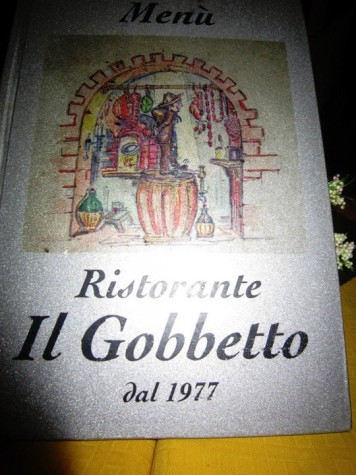 Menù
Ristorante
Il Gobbetto
dal 1977